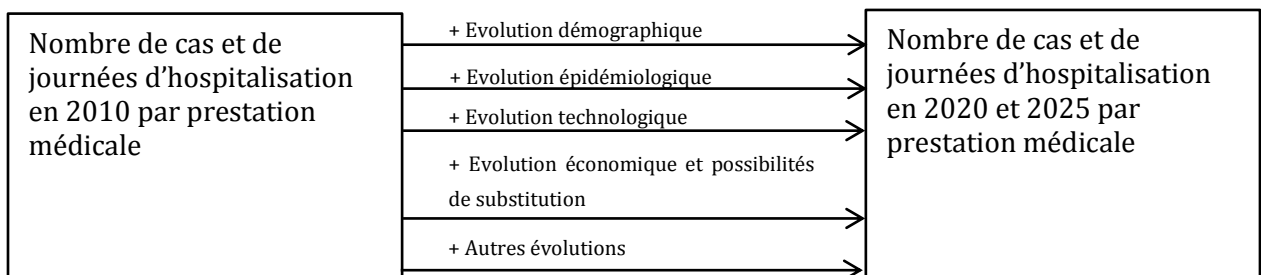 Nombre de cas et de
journées d’hospitalisation
en 2010 par prestation
médicale
+ Evolution démographique
+ Evolution épidémiologique
+ Evolution technologique
+ Evolution économique et possibilités
de substitution
+ Autres évolutions
Nombre de cas et de
journées d’hospitalisation
en 2020 et 2025 par
prestation médicale